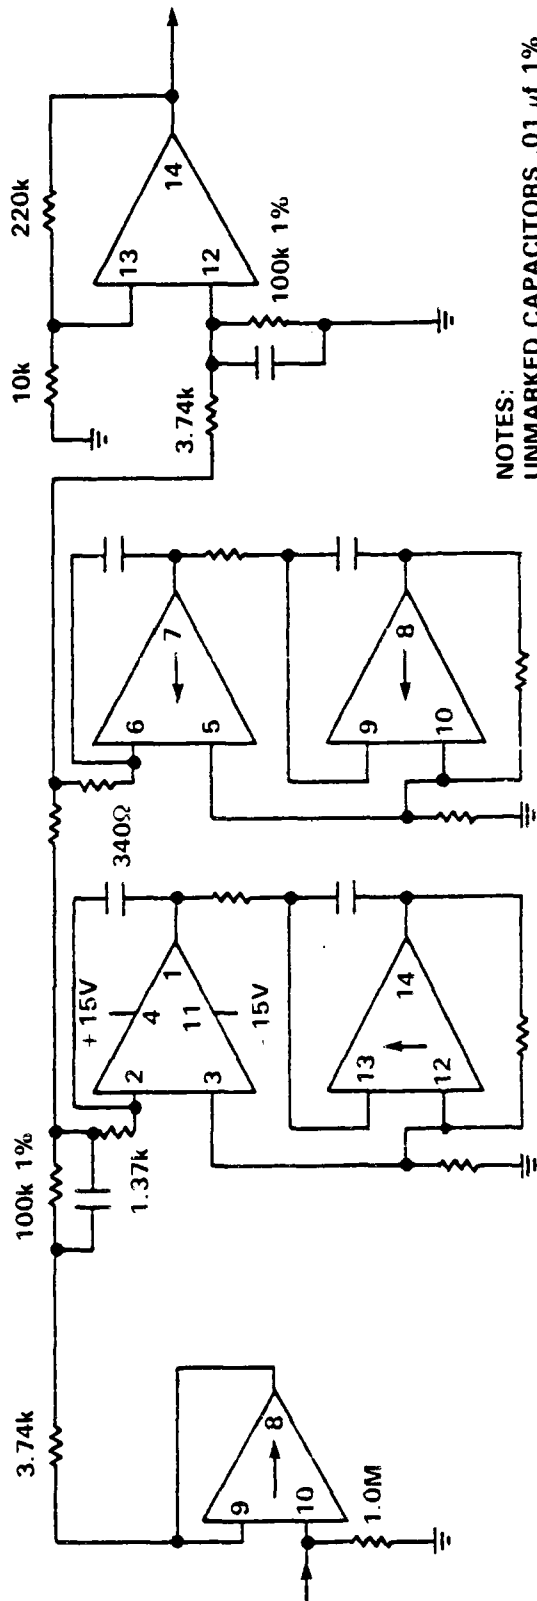 3.74k
9
10
8
1.0M
100k 1%
1.37k
+15V
2
4
3
11
1
15V
13
12
14
340Ω
6
5
7
9
10
8
10k
220k
13
12
14
3.74k
100k 1%
NOTES:
UNMARKED CAPACITORS .01 µf 1%